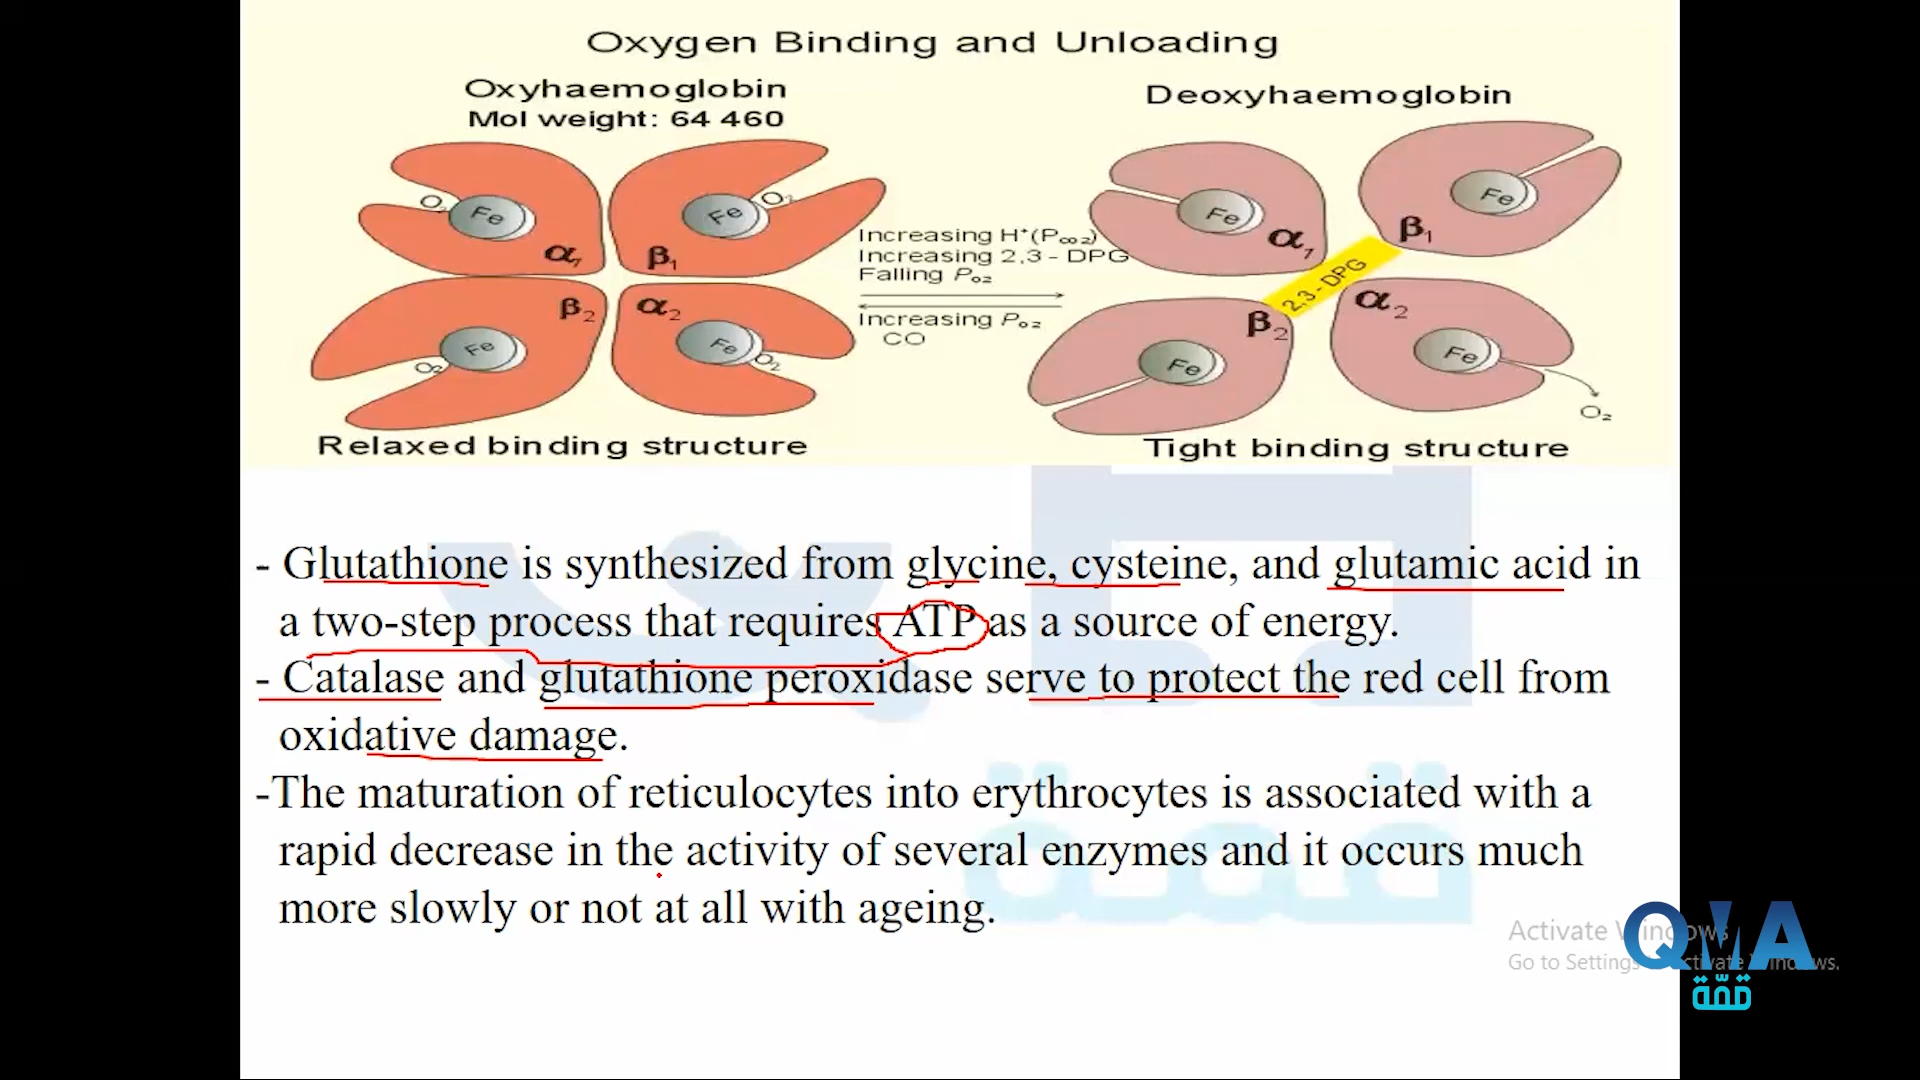 Oxygen Binding and Unloading
Oxyhaemoglobin
Mol weight: 64 460
Deoxyhaemoglobin
O₂ Fe α₁
Fe O₂ β₁
β₂ Fe O₂
α₂ Fe O₂
Increasing H⁺(Pco₂)
Increasing 2,3 - DPG
Falling Po₂
Increasing Po₂
CO
Fe α₁
Fe β₁
2,3 - DPG
β₂ Fe
α₂ Fe
O₂
Relaxed binding structure
Tight binding structure
- Glutathione is synthesized from glycine, cysteine, and glutamic acid in
a two-step process that requires ATP as a source of energy.
- Catalase and glutathione peroxidase serve to protect the red cell from
oxidative damage.
-The maturation of reticulocytes into erythrocytes is associated with a
rapid decrease in the activity of several enzymes and it occurs much
more slowly or not at all with ageing.
Activate Windows
Go to Settings to activate Windows.
QMA
قمّة